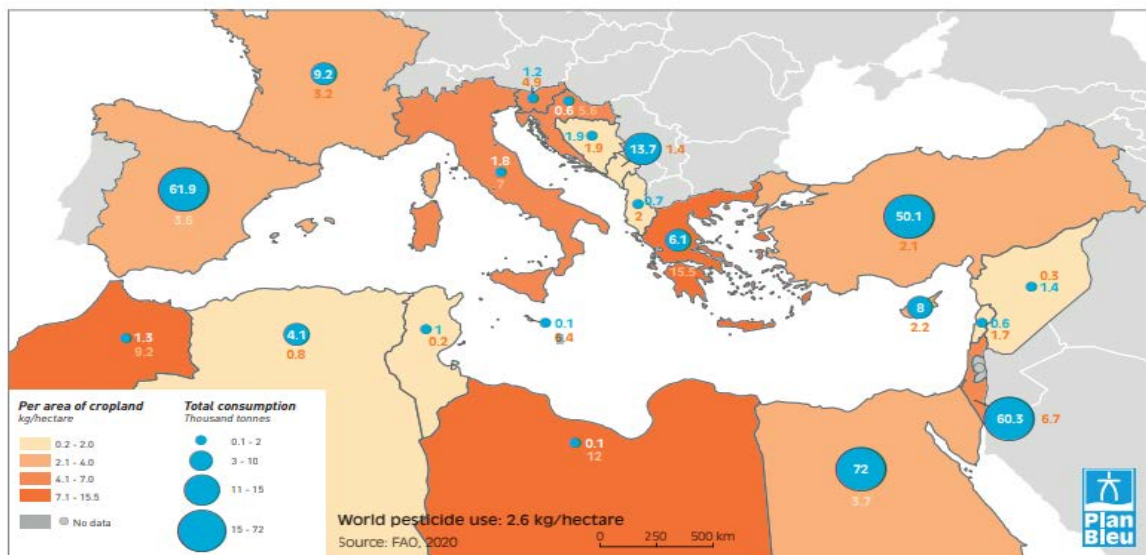 1.2
4.9
9.2
3.2
0.6 5.6
1.9
1.9
13.7
1.4
1.8
7
61.9
3.6
0.7
2
6.1
15.5
50.1
2.1
0.3
1.4
8
2.2
0.6
1.7
1.3
9.2
4.1
0.8
1
0.2
0.1
6.4
60.3
6.7
0.1
12
72
3.7
Per area of cropland
kg/hectare
0.2 - 2.0
2.1 - 4.0
4.1 - 7.0
7.1 - 15.5
No data
Total consumption
Thousand tonnes
0.1 - 2
3 - 10
11 - 15
15 - 72
World pesticide use: 2.6 kg/hectare
Source: FAO, 2020
0 250 500 km
Plan
Bleu